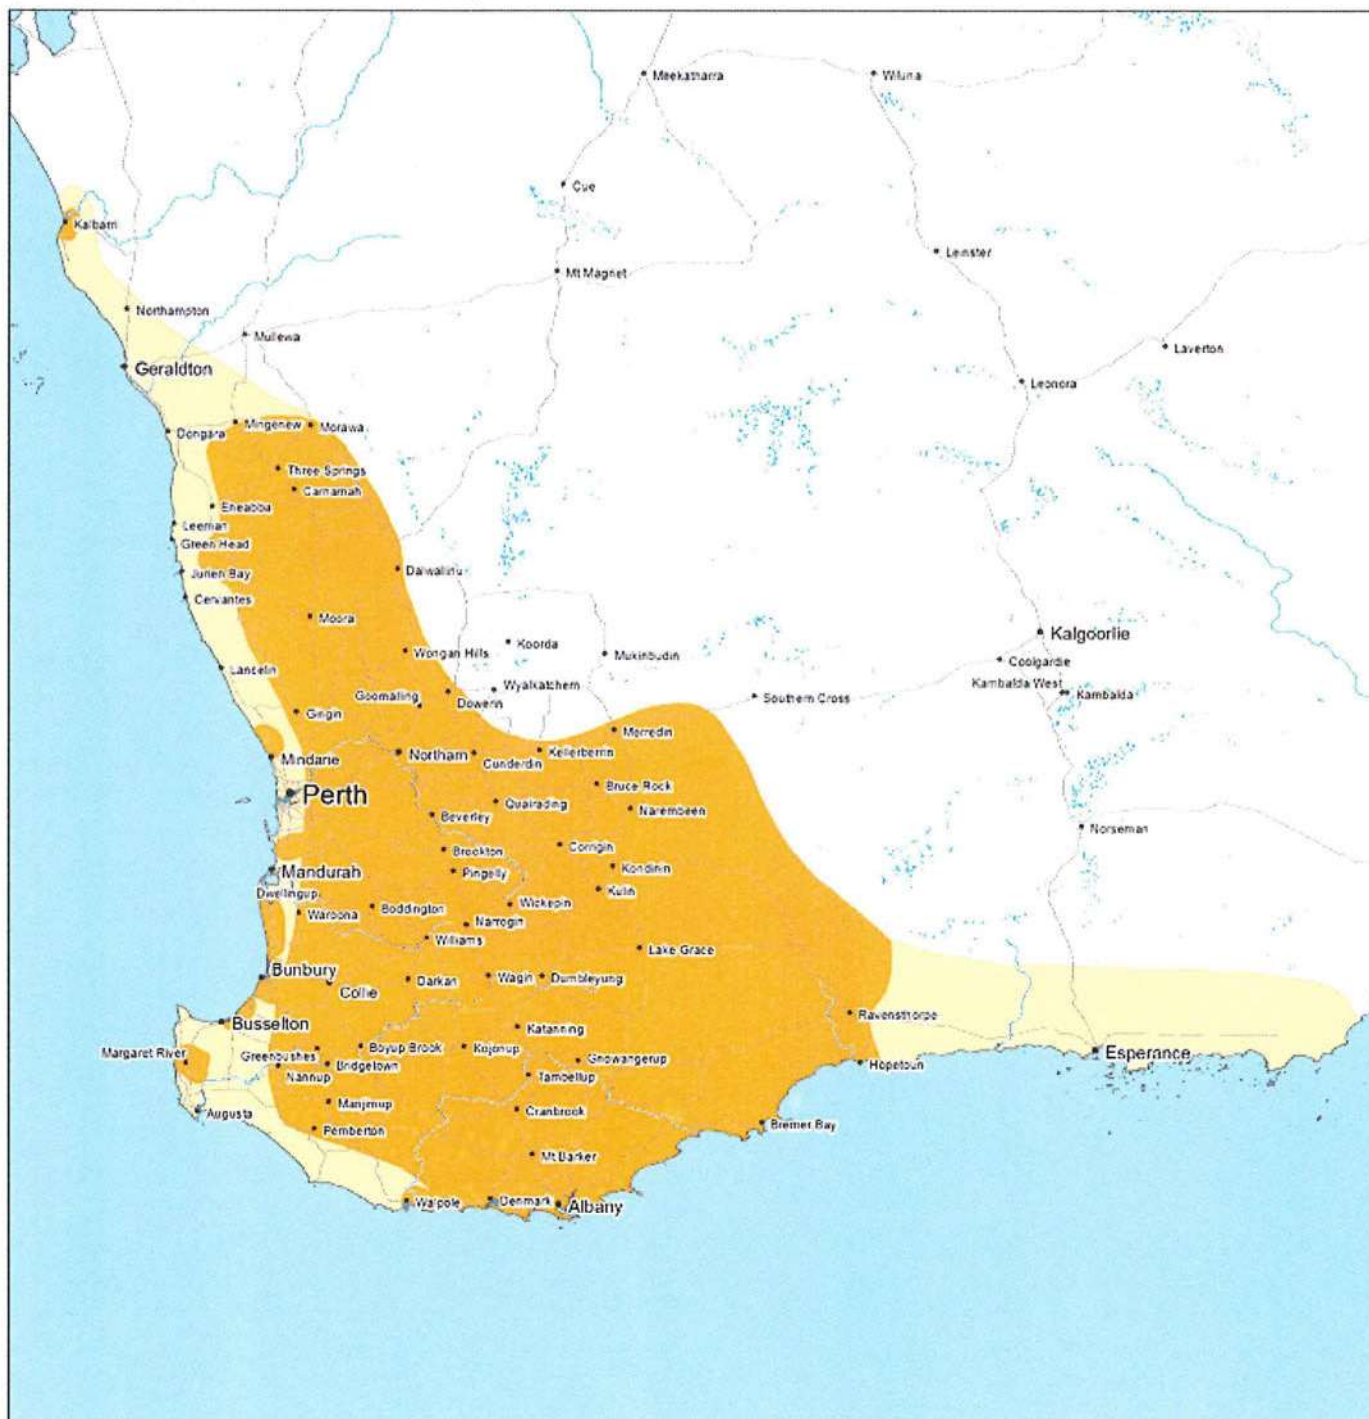 Meekatharra
Wiluna
Cue
Kalbarri
Leinster
Mt Magnet
Northampton
Mullewa
Laverton
Geraldton
Leonora
Mingenew
Morawa
Dongara
Three Springs
Carnamah
Eneabba
Leeman
Green Head
Dalwallinu
Jurien Bay
Cervantes
Moora
Kalgoorlie
Koorda
Wongan Hills
Mukinbudin
Coolgardie
Lancelin
Goomalling
Wyalkatchem
Kambalda West
Kambalda
Dowerin
Southern Cross
Gingin
Merredin
Mindarie
Northam
Cunderdin
Kellerberrin
Bruce Rock
Perth
Quairading
Narembeen
Beverley
Norseman
Brookton
Corrigin
Mandurah
Pingelly
Kondinin
Dwellingup
Kulin
Waroona
Boddington
Wickepin
Narrogin
Williams
Lake Grace
Bunbury
Collie
Darkan
Wagin
Dumbleyung
Ravensthorpe
Busselton
Katanning
Margaret River
Greenbushes
Boyup Brook
Kojonup
Esperance
Nannup
Bridgetown
Gnowangerup
Hopetoun
Tambellup
Manjimup
Augusta
Cranbrook
Pemberton
Bremer Bay
Mt Barker
Walpole
Denmark
Albany